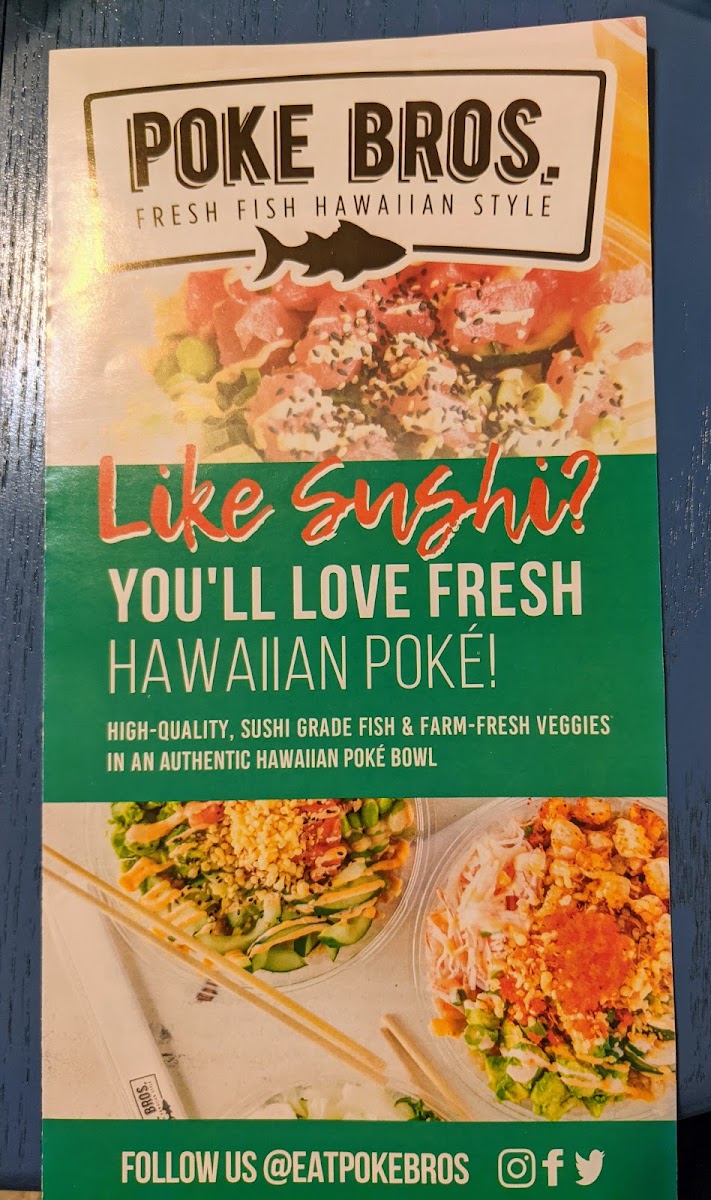 POKE BROS.
FRESH FISH HAWAIIAN STYLE
Like sushi?
YOU'LL LOVE FRESH
HAWAIIAN POKÉ!
HIGH-QUALITY, SUSHI GRADE FISH & FARM-FRESH VEGGIES
IN AN AUTHENTIC HAWAIIAN POKÉ BOWL
BROS.
FOLLOW US @EATPOKEBROS